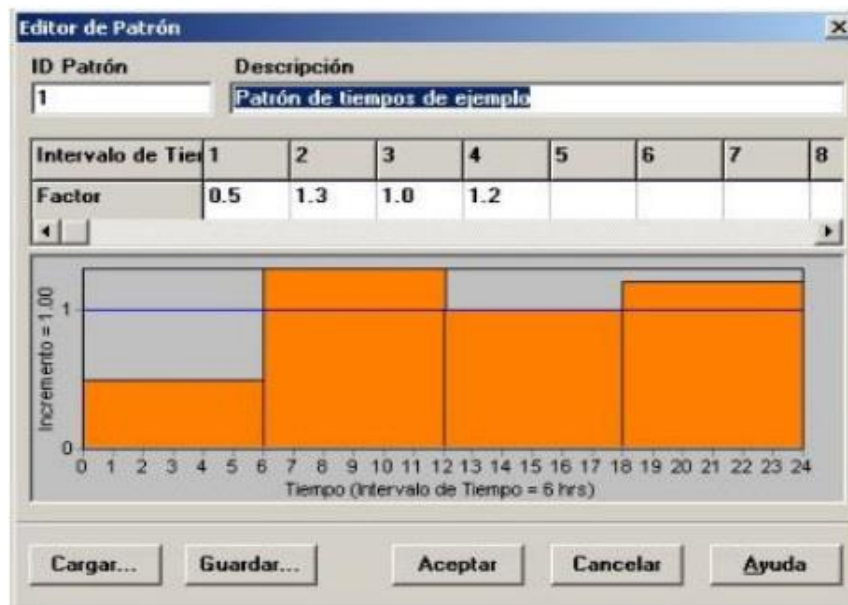 Editor de Patrón
ID Patrón Descripción
1 Patrón de tiempos de ejemplo
Intervalo de Tier 1 2 3 4 5 6 7 8
Factor 0.5 1.3 1.0 1.2
Incremento = 1.00
1
0
0 1 2 3 4 5 6 7 8 9 10 11 12 13 14 15 16 17 18 19 20 21 22 23 24
Tiempo (Intervalo de Tiempo = 6 hrs)
Cargar... Guardar... Aceptar Cancelar Ayuda